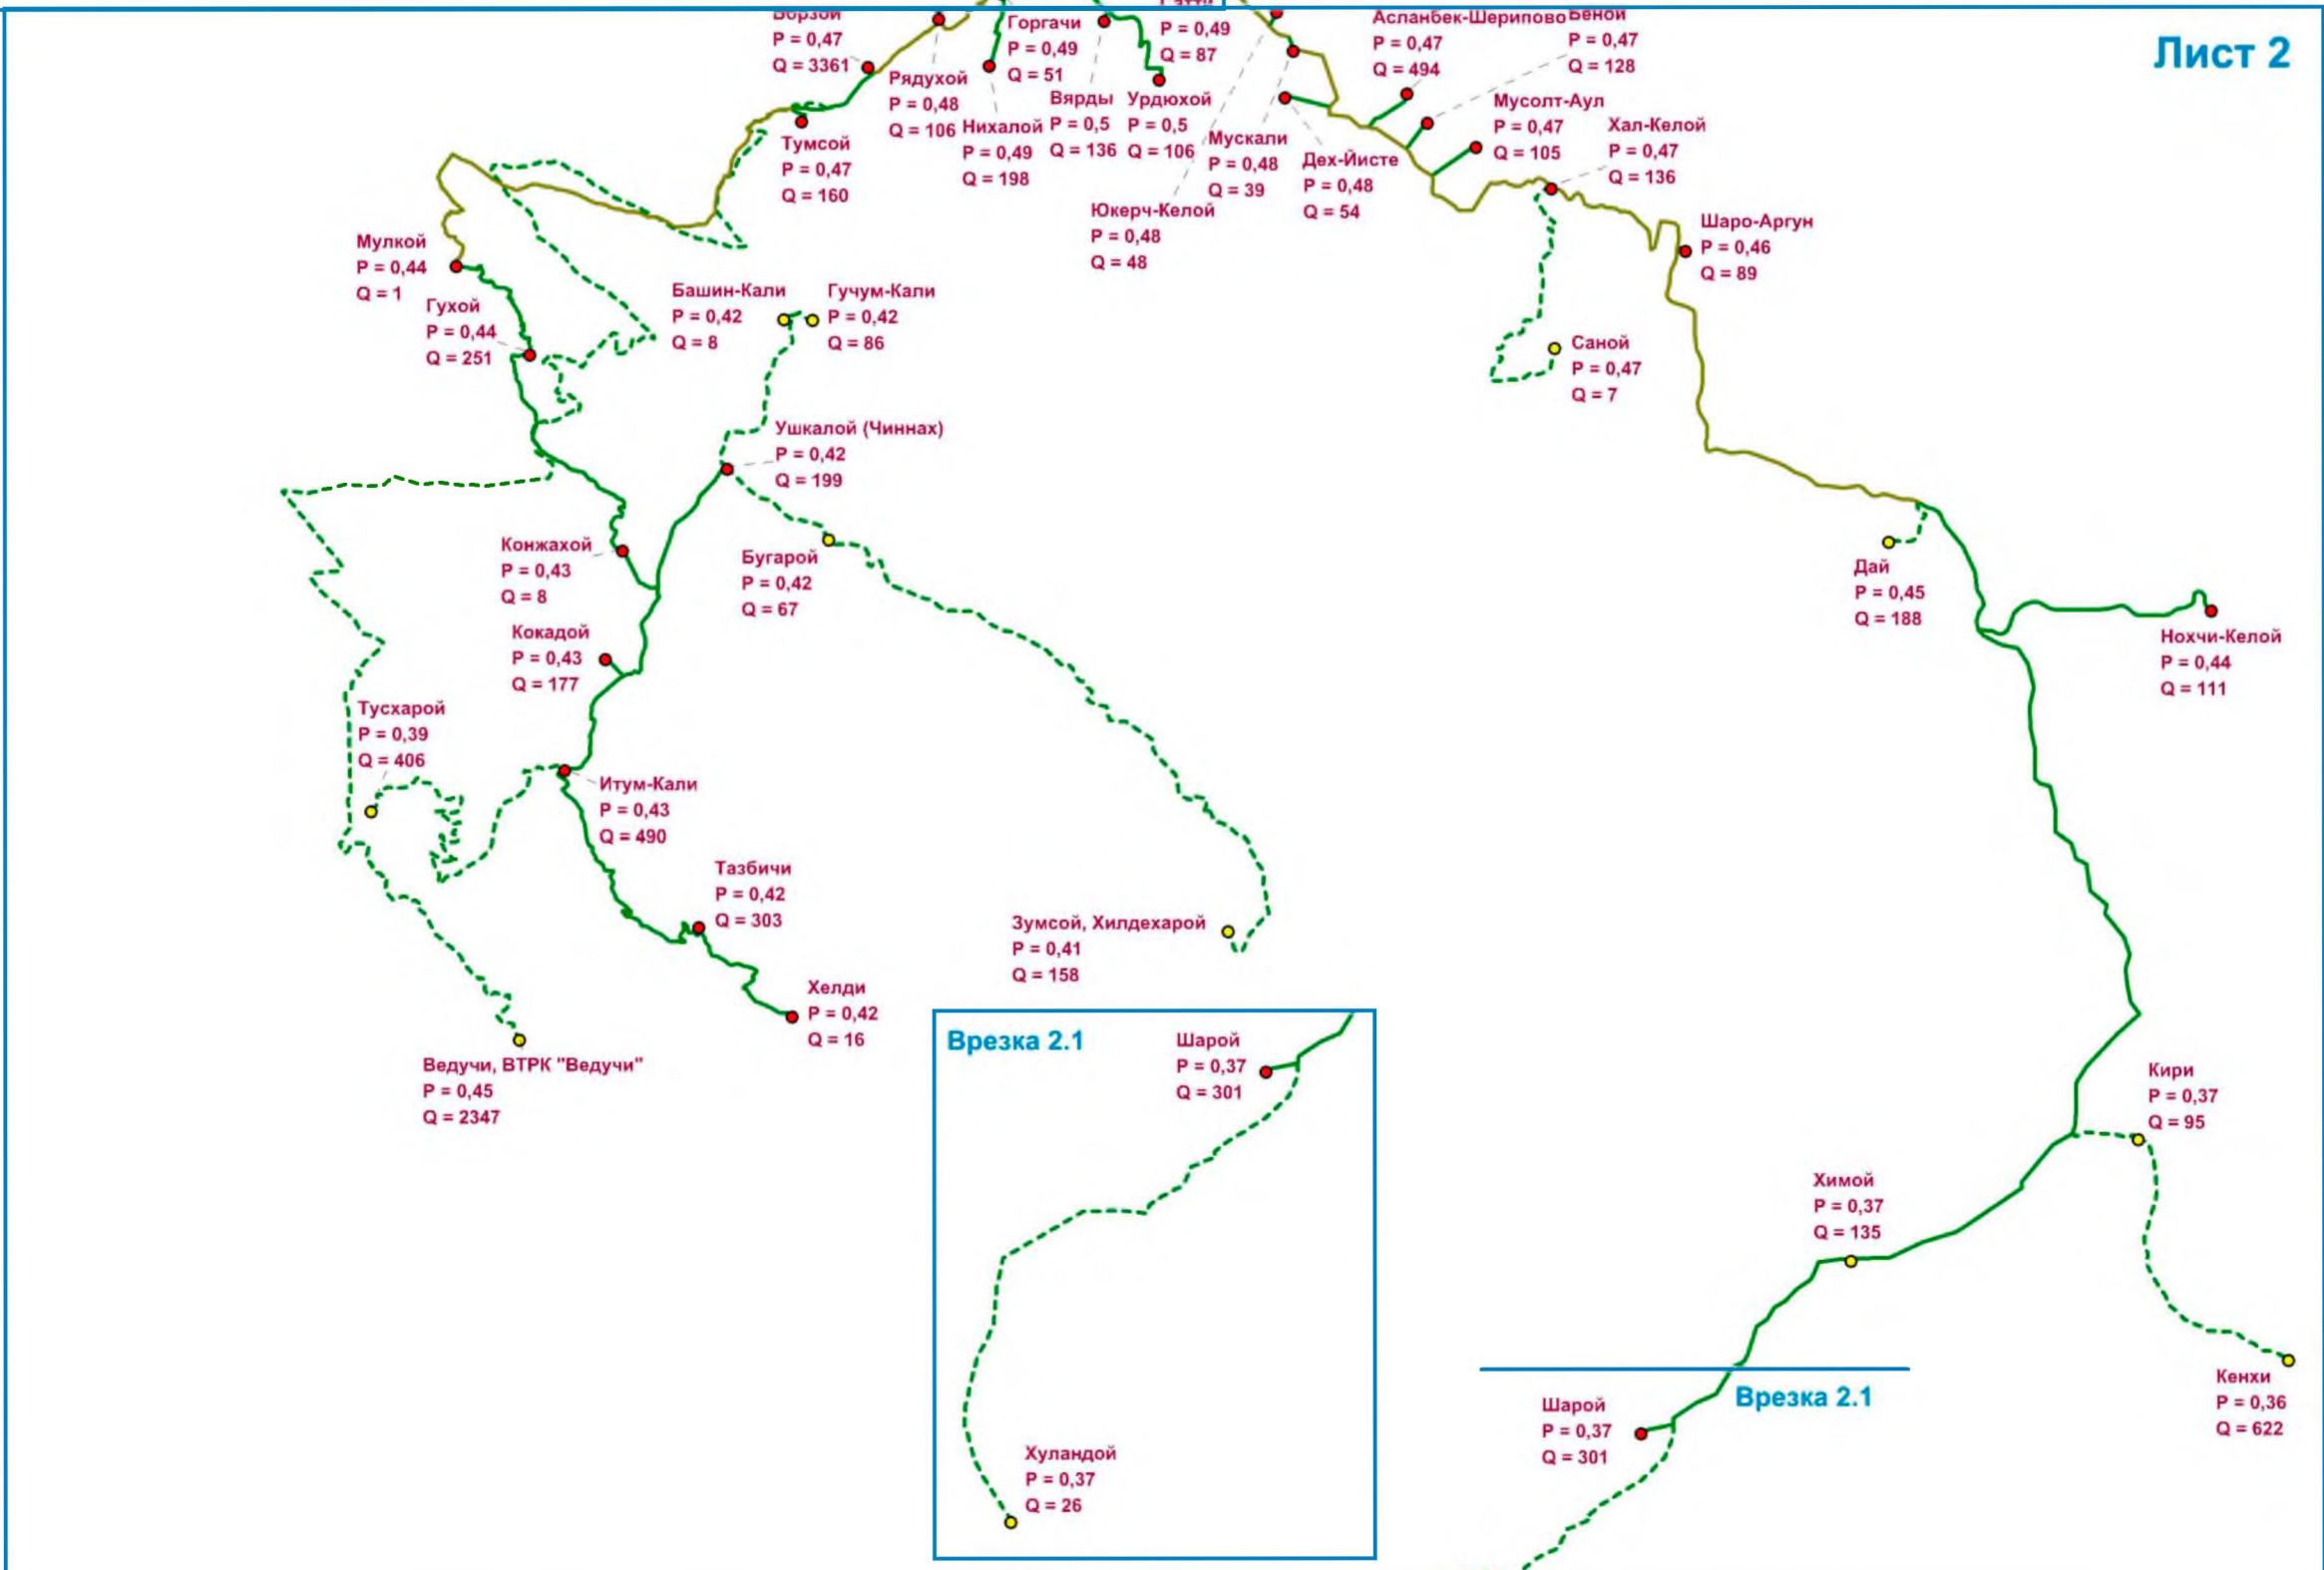 Лист 2
Борзой
P = 0,47
Q = 3361
Рядухой
P = 0,48
Q = 106
Горгачи
P = 0,49
Q = 51
Нихалой
P = 0,49
Q = 198
Вярды
P = 0,5
Q = 136
Урдюхой
P = 0,5
Q = 106
P = 0,49
Q = 87
Юкерч-Келой
P = 0,48
Q = 48
Мускали
P = 0,48
Q = 39
Дех-Йисте
P = 0,48
Q = 54
Асланбек-Шерипово
P = 0,47
Q = 494
Беной
P = 0,47
Q = 128
Мусолт-Аул
P = 0,47
Q = 105
Хал-Келой
P = 0,47
Q = 136
Шаро-Аргун
P = 0,46
Q = 89
Тумсой
P = 0,47
Q = 160
Мулкой
P = 0,44
Q = 1
Гухой
P = 0,44
Q = 251
Башин-Кали
P = 0,42
Q = 8
Гучум-Кали
P = 0,42
Q = 86
Саной
P = 0,47
Q = 7
Ушкалой (Чиннах)
P = 0,42
Q = 199
Конжахой
P = 0,43
Q = 8
Бугарой
P = 0,42
Q = 67
Дай
P = 0,45
Q = 188
Нохчи-Келой
P = 0,44
Q = 111
Кокадой
P = 0,43
Q = 177
Тусхарой
P = 0,39
Q = 406
Итум-Кали
P = 0,43
Q = 490
Тазбичи
P = 0,42
Q = 303
Зумсой, Хилдехарой
P = 0,41
Q = 158
Хелди
P = 0,42
Q = 16
Ведучи, ВТРК "Ведучи"
P = 0,45
Q = 2347
Врезка 2.1
Шарой
P = 0,37
Q = 301
Хуландой
P = 0,37
Q = 26
Кири
P = 0,37
Q = 95
Химой
P = 0,37
Q = 135
Кенхи
P = 0,36
Q = 622
Врезка 2.1
Шарой
P = 0,37
Q = 301